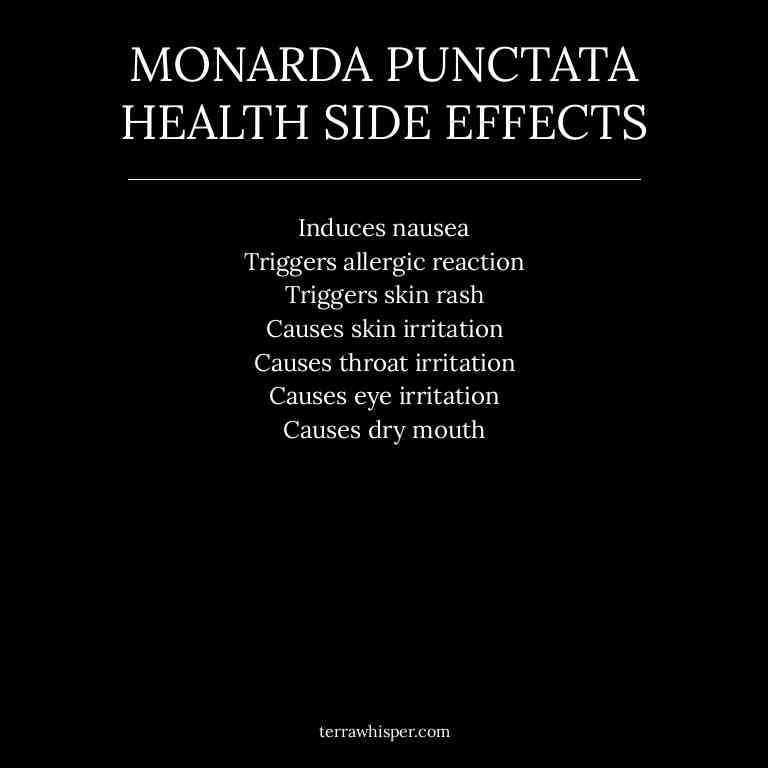 MONARDA PUNCTATA
HEALTH SIDE EFFECTS
Induces nausea
Triggers allergic reaction
Triggers skin rash
Causes skin irritation
Causes throat irritation
Causes eye irritation
Causes dry mouth
terrawhisper.com